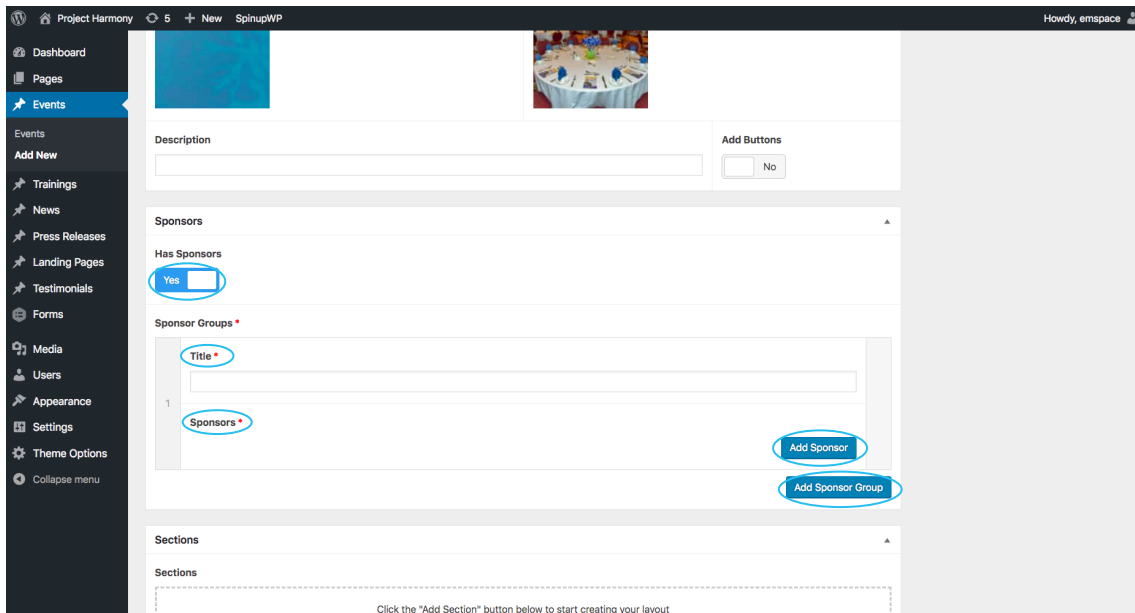 Project Harmony 5 New SpinupWP Howdy, emspace
Dashboard
Pages
Events
Events
Add New
Trainings
News
Press Releases
Landing Pages
Testimonials
Forms
Media
Users
Appearance
Settings
Theme Options
Collapse menu
Description Add Buttons
No
Sponsors
Has Sponsors
Yes
Sponsor Groups *
Title *
1
Sponsors *
Add Sponsor
Add Sponsor Group
Sections
Sections
Click the "Add Section" button below to start creating your layout